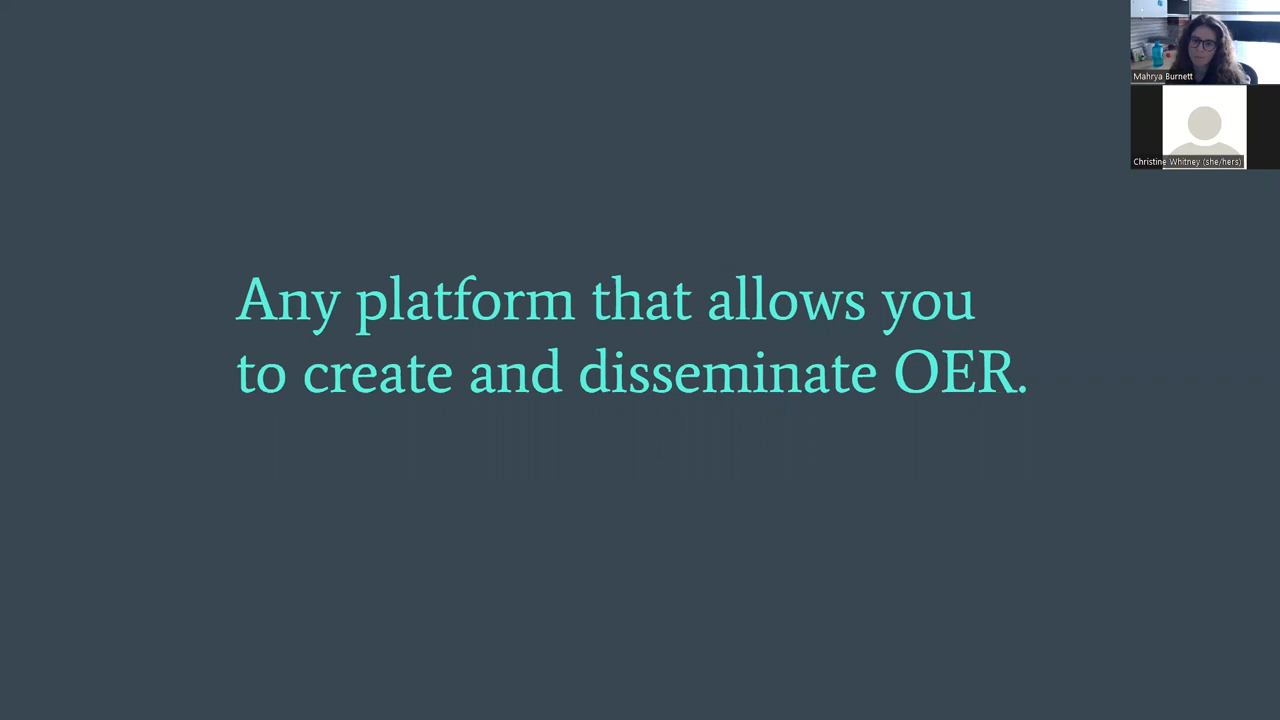 Any platform that allows you
to create and disseminate OER.
Mahrya Burnett
Christine Whitney (she/hers)